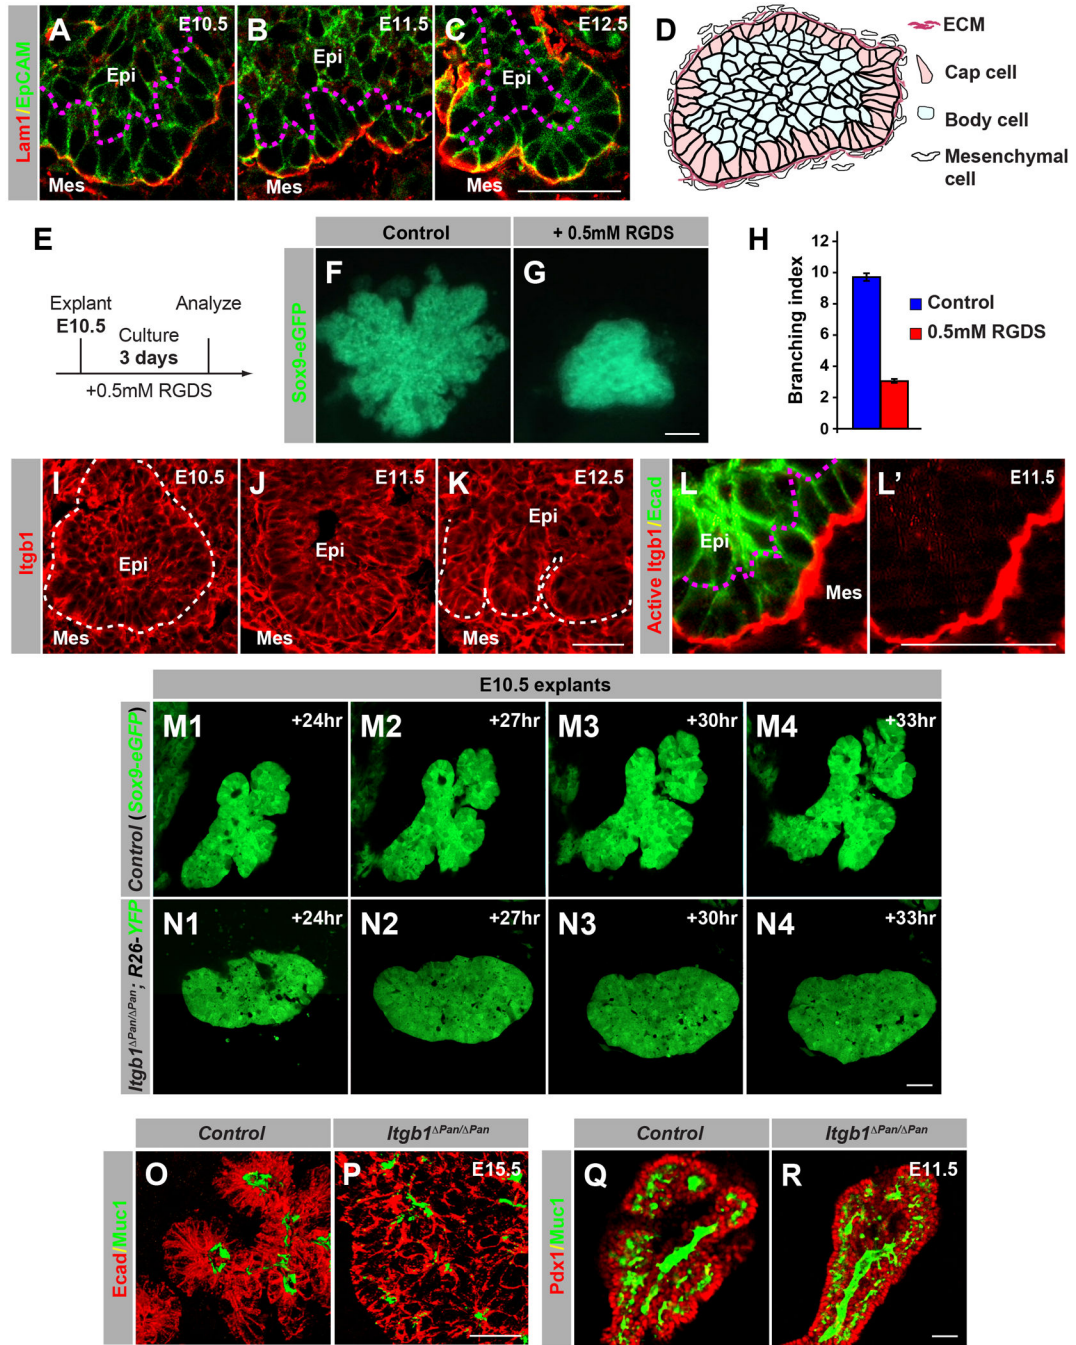 A
E10.5
B
E11.5
C
E12.5
Epi
Epi
Epi
Mes
Mes
Lam1/EpCAM
D
ECM
Cap cell
Body cell
Mesenchymal
cell
E
Explant
E10.5
Analyze
Culture
3 days
+0.5mM RGDS
Control
+ 0.5mM RGDS
F
G
Sox9-eGFP
H
Branching index
12
10
8
6
4
2
0
Control
0.5mM RGDS
Itgb1
I
E10.5
J
E11.5
K
E12.5
Epi
Epi
Epi
Mes
Mes
Mes
Active Itgb1/Ecad
L
L'
E11.5
Epi
Mes
E10.5 explants
Control (Sox9-eGFP)
M1
+24hr
M2
+27hr
M3
+30hr
M4
+33hr
Itgb1ΔPan/ΔPan; R26-YFP
N1
+24hr
N2
+27hr
N3
+30hr
N4
+33hr
Control
Itgb1ΔPan/ΔPan
Ecad/Muc1
O
P
E15.5
Control
Itgb1ΔPan/ΔPan
Pdx1/Muc1
Q
R
E11.5